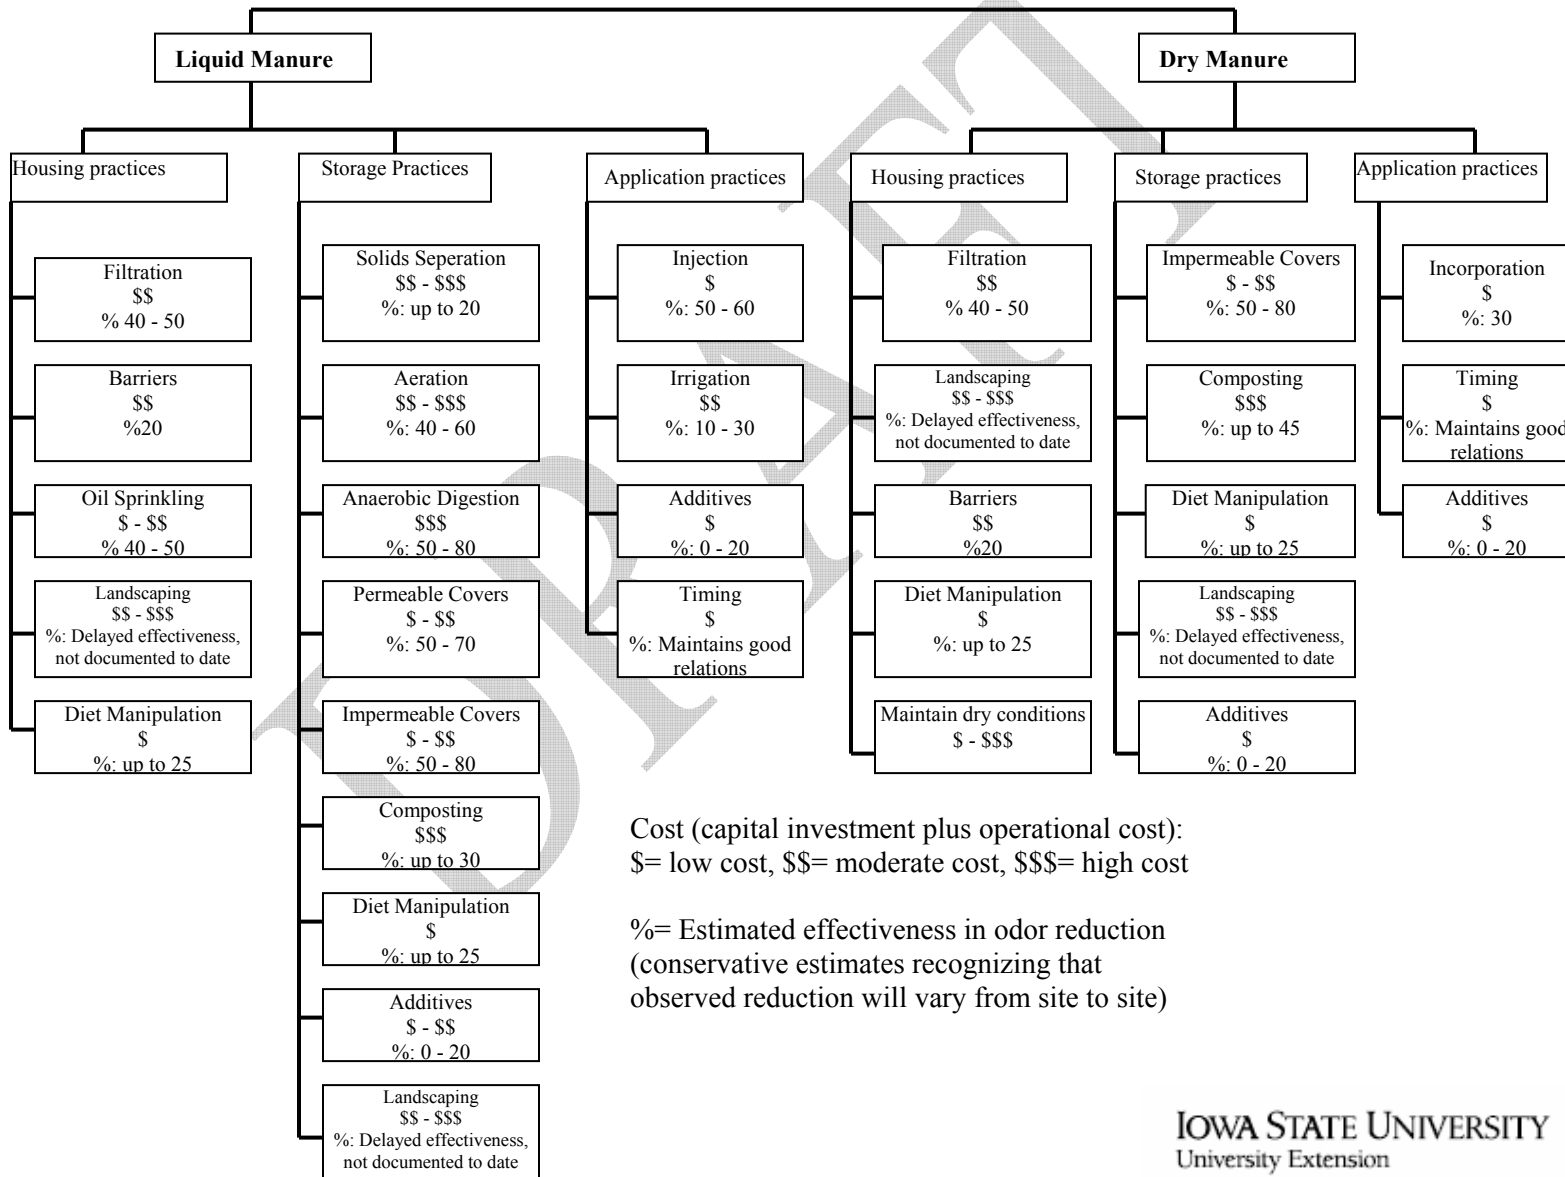 DRAFT
Liquid Manure
Dry Manure
Housing practices
Storage Practices
Application practices
Housing practices
Storage practices
Application practices
Filtration
$$
% 40 - 50
Barriers
$$
%20
Oil Sprinkling
$ - $$
% 40 - 50
Landscaping
$$ - $$$
%: Delayed effectiveness,
not documented to date
Diet Manipulation
$
%: up to 25
Solids Seperation
$$ - $$$
%: up to 20
Aeration
$$ - $$$
%: 40 - 60
Anaerobic Digestion
$$$
%: 50 - 80
Permeable Covers
$ - $$
%: 50 - 70
Impermeable Covers
$ - $$
%: 50 - 80
Composting
$$$
%: up to 30
Diet Manipulation
$
%: up to 25
Additives
$ - $$
%: 0 - 20
Landscaping
$$ - $$$
%: Delayed effectiveness,
not documented to date
Injection
$
%: 50 - 60
Irrigation
$$
%: 10 - 30
Additives
$
%: 0 - 20
Timing
$
%: Maintains good
relations
Filtration
$$
% 40 - 50
Landscaping
$$ - $$$
%: Delayed effectiveness,
not documented to date
Barriers
$$
%20
Diet Manipulation
$
%: up to 25
Maintain dry conditions
$ - $$$
Impermeable Covers
$ - $$
%: 50 - 80
Composting
$$$
%: up to 45
Diet Manipulation
$
%: up to 25
Landscaping
$$ - $$$
%: Delayed effectiveness,
not documented to date
Additives
$
%: 0 - 20
Incorporation
$
%: 30
Timing
$
%: Maintains good
relations
Additives
$
%: 0 - 20
Cost (capital investment plus operational cost):
$= low cost, $$= moderate cost, $$$= high cost
%= Estimated effectiveness in odor reduction
(conservative estimates recognizing that
observed reduction will vary from site to site)
IOWA STATE UNIVERSITY
University Extension